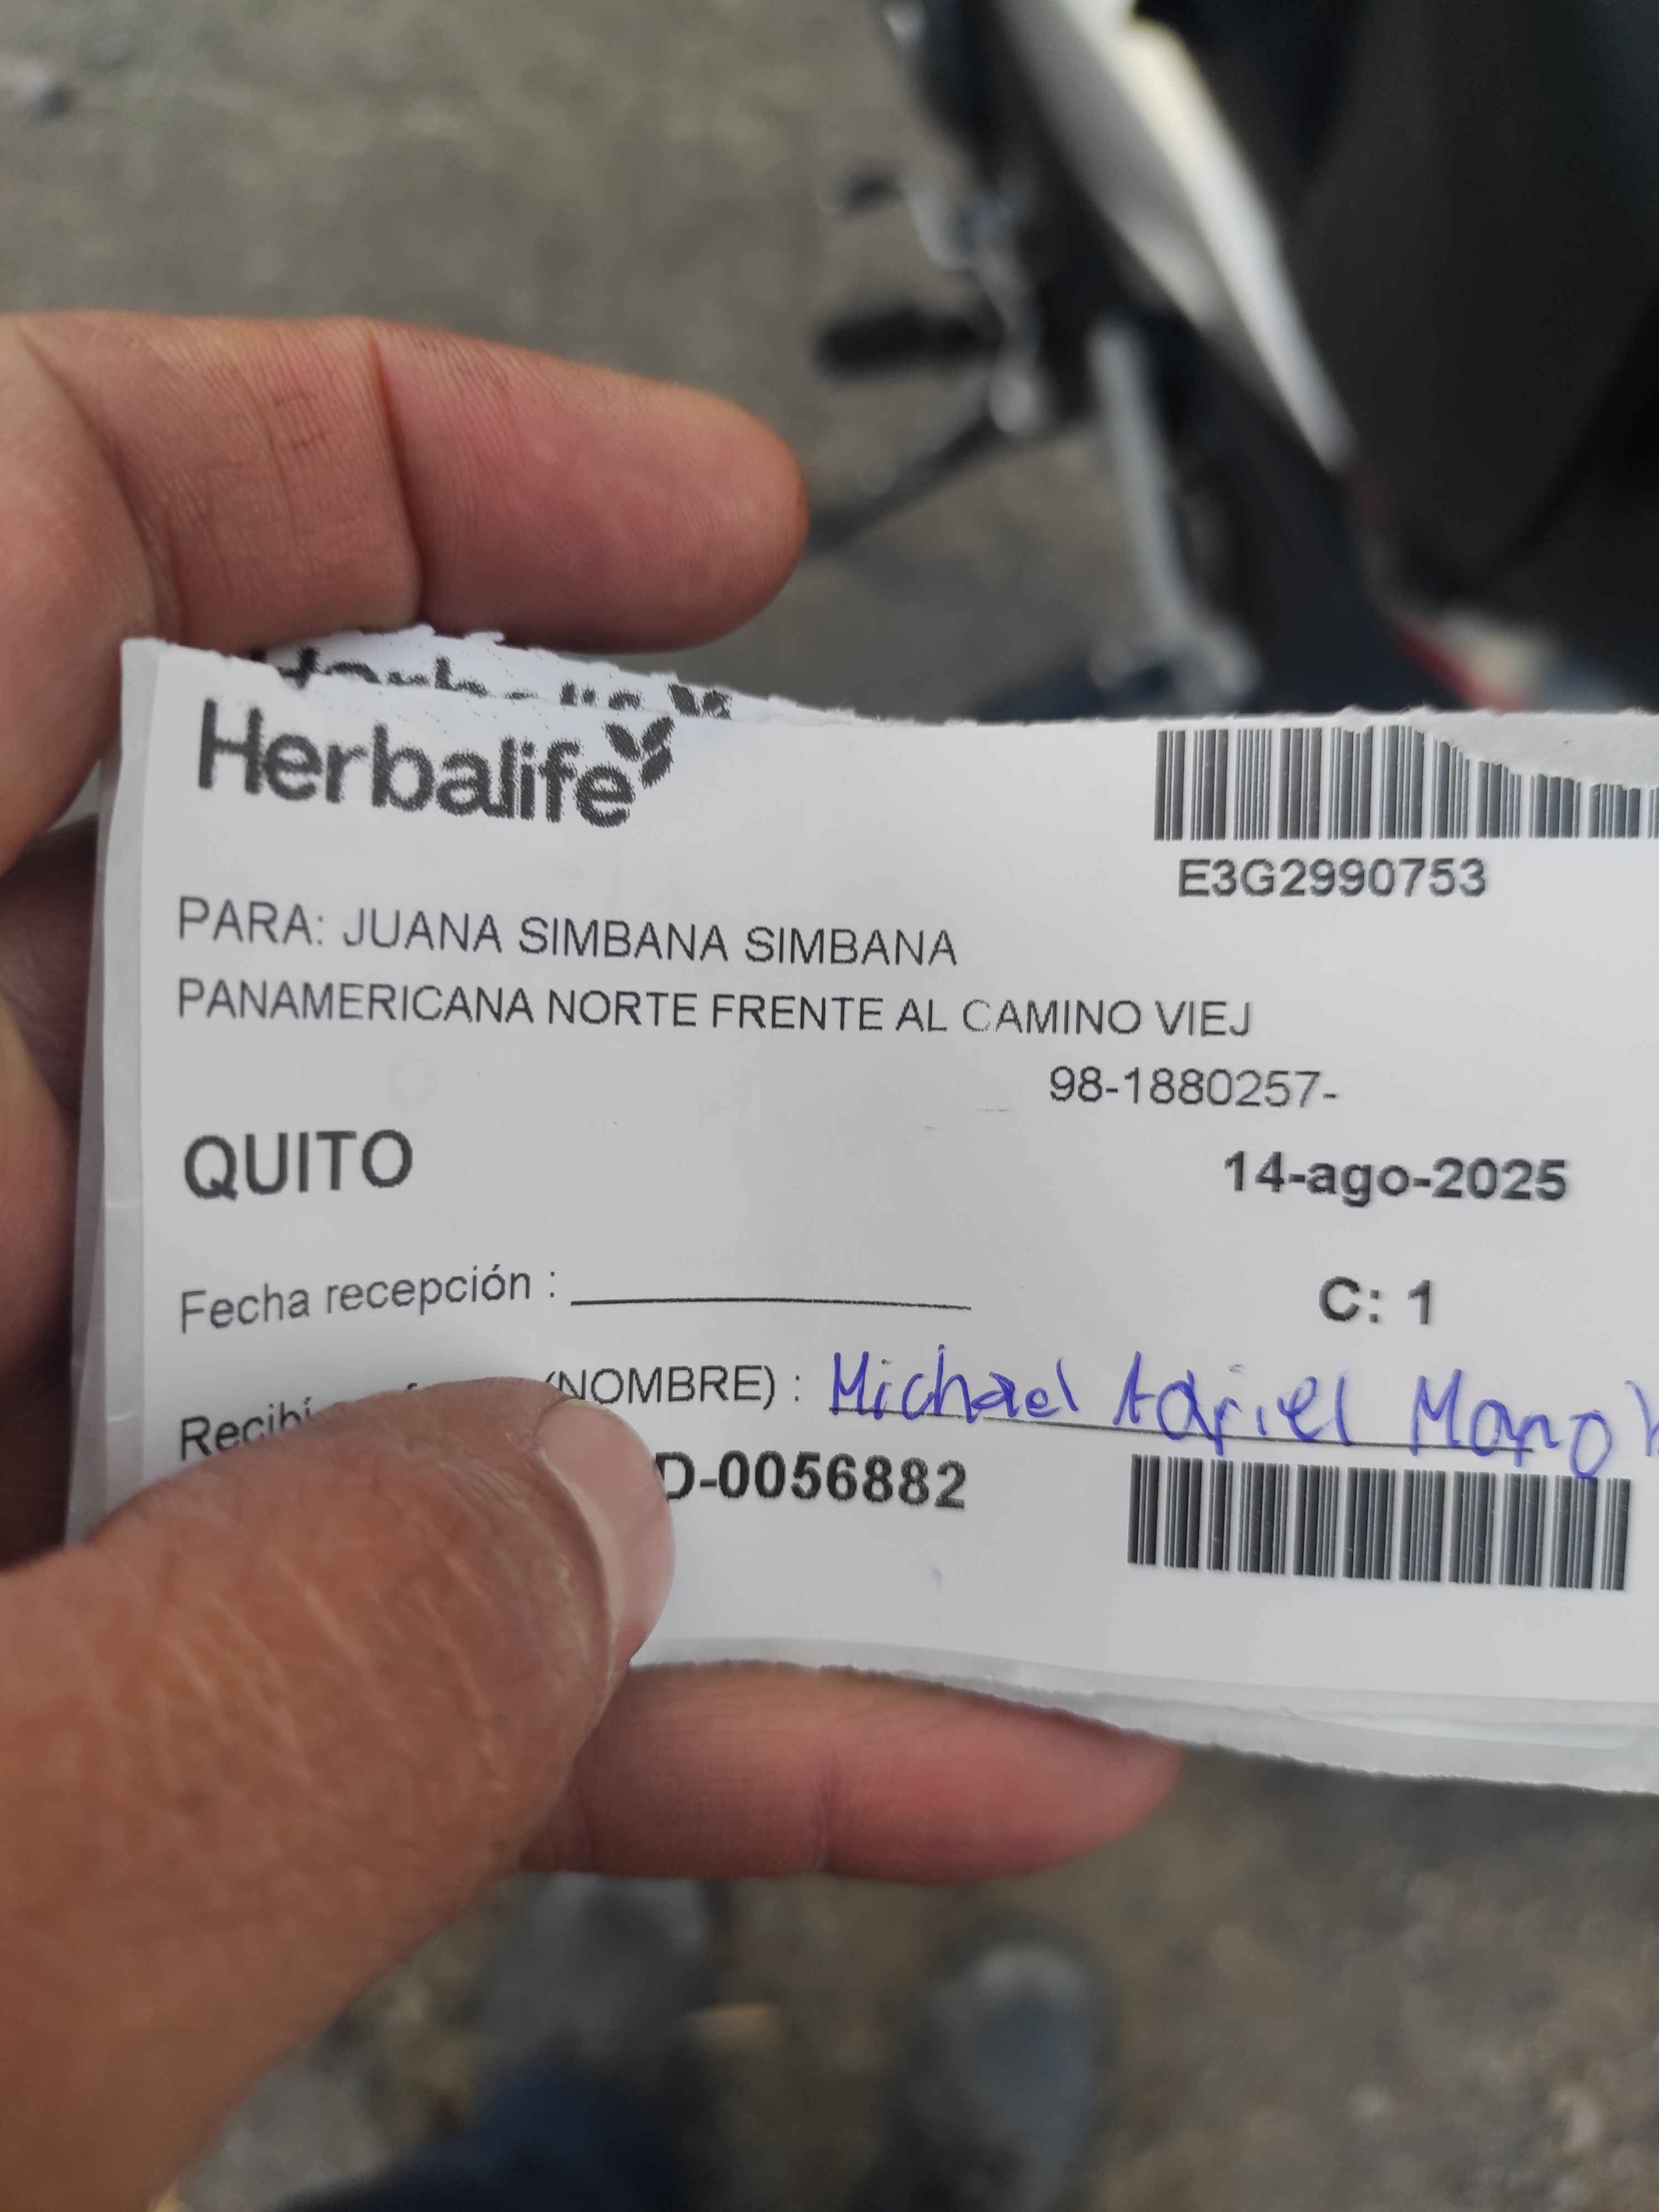 Herbalife
E3G2990753
PARA: JUANA SIMBANA SIMBANA
PANAMERICANA NORTE FRENTE AL CAMINO VIEJ
98-1880257-
QUITO
14-ago-2025
Fecha recepción :
C: 1
Recibí (NOMBRE) : Michael Adriel
D-0056882